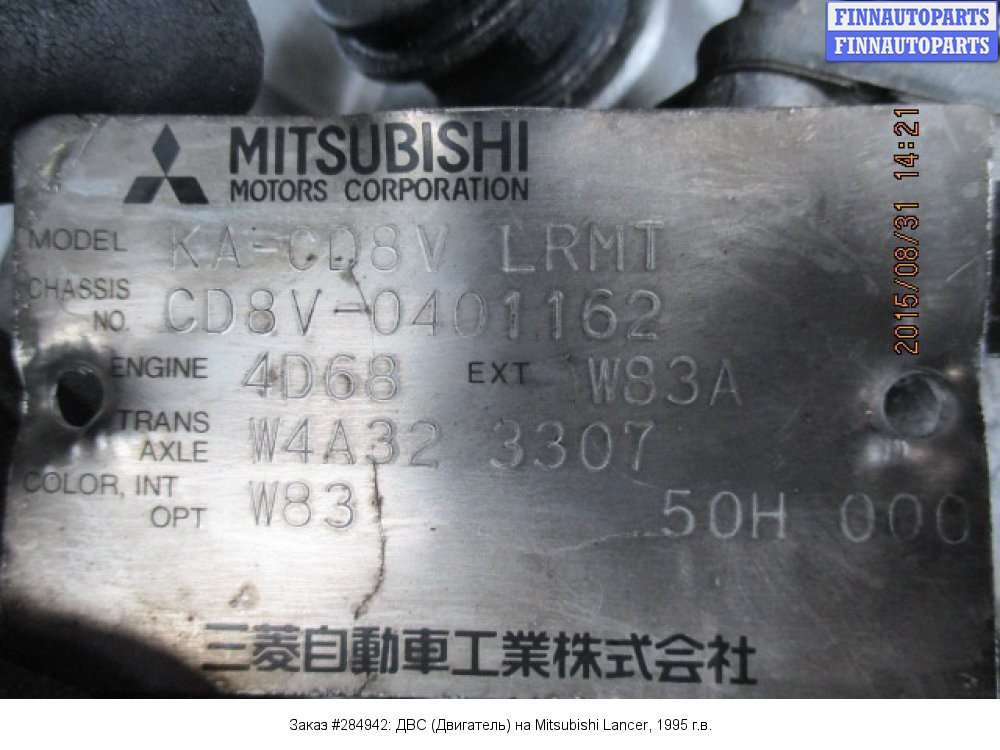 FINNAUTOPARTS
FINNAUTOPARTS
MITSUBISHI
MOTORS CORPORATION
MODEL KA-CD8V LRMT
CHASSIS
NO. CD8V-0401162
ENGINE 4D68 EXT W83A
TRANS
AXLE W4A32 3307
COLOR, INT
OPT W83 50H 000
三菱自動車工業株式会社
2015/08/31 14:21
Заказ #284942: ДВС (Двигатель) на Mitsubishi Lancer, 1995 г.в.